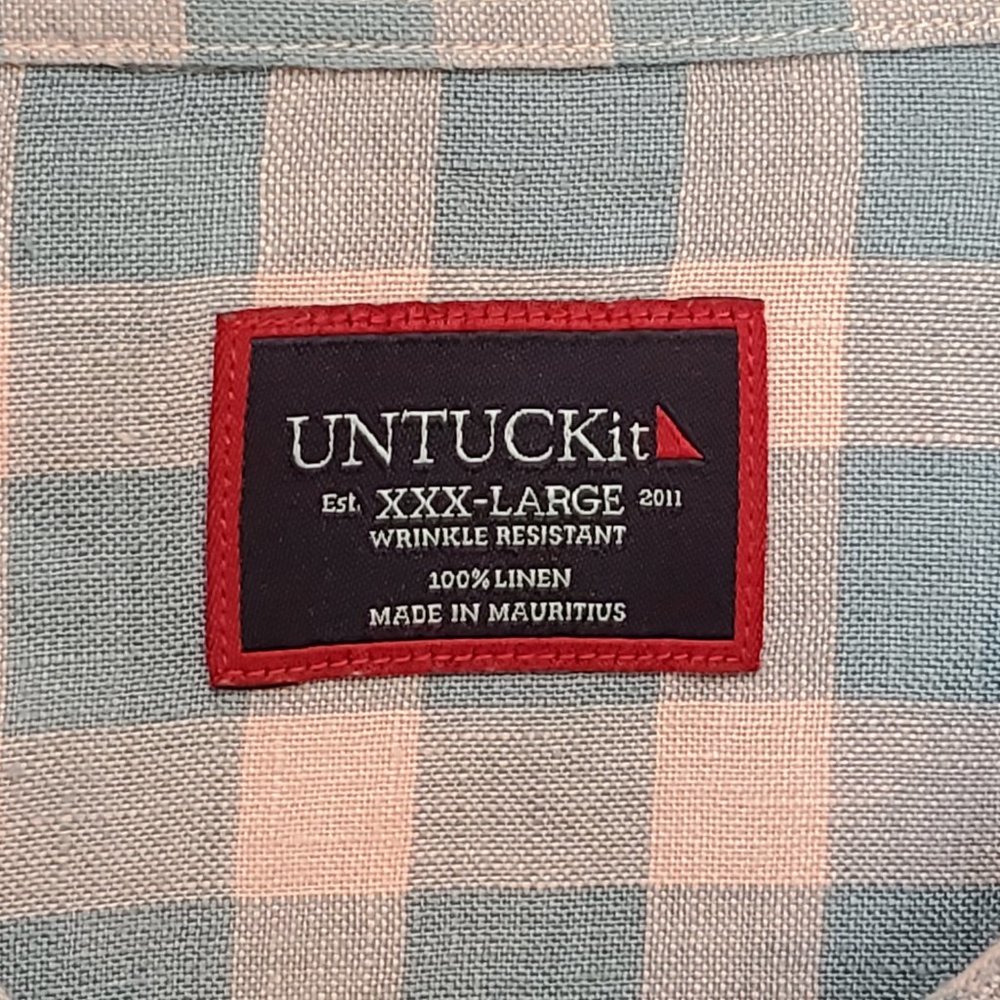 UNTUCKit
Est. XXX-LARGE 2011
WRINKLE RESISTANT
100% LINEN
MADE IN MAURITIUS